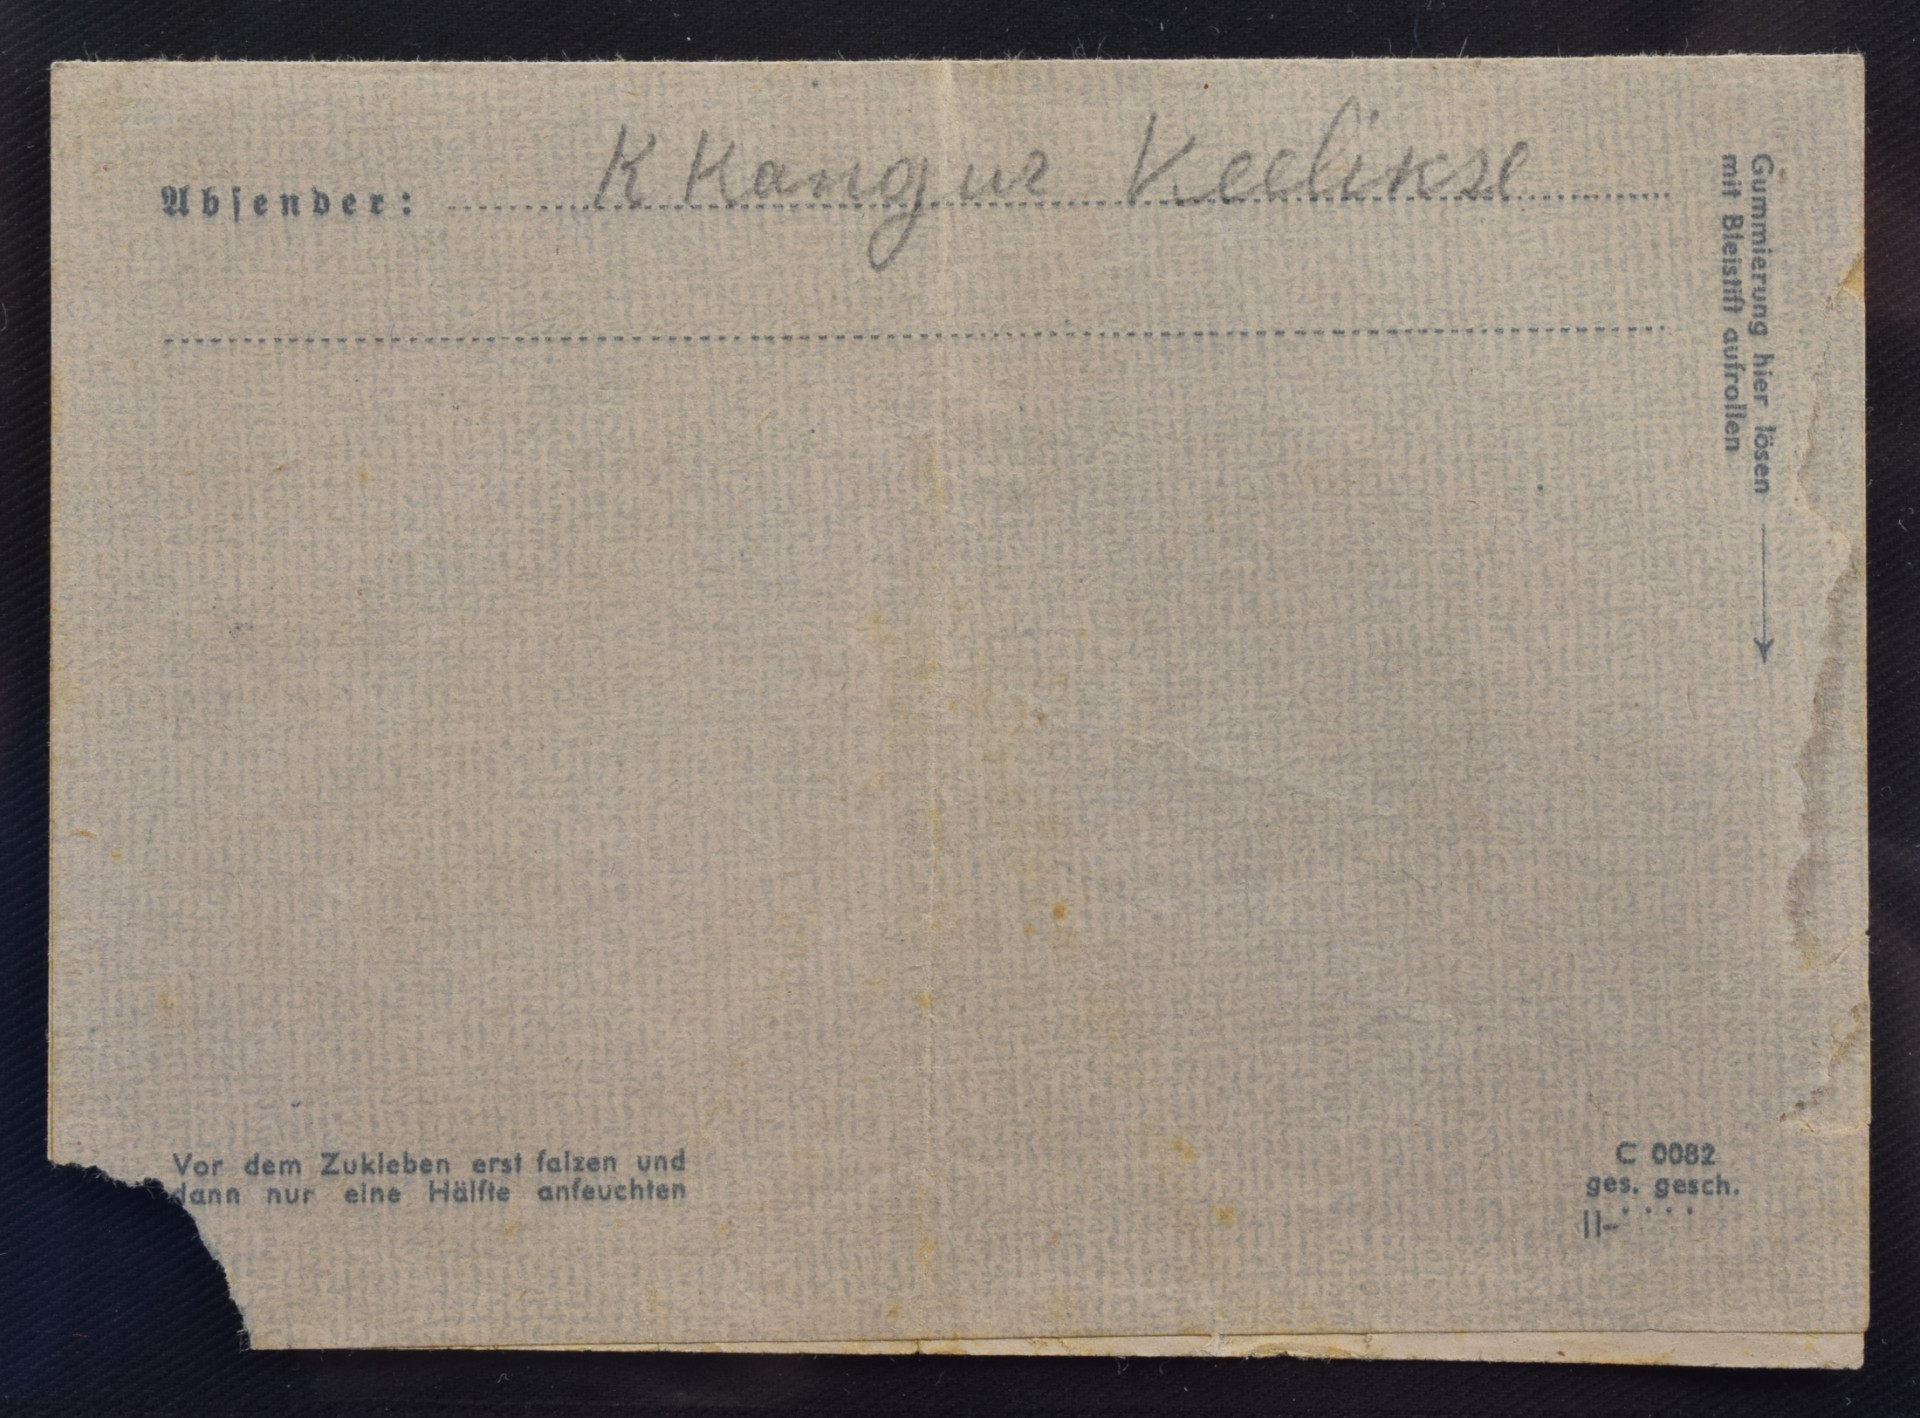 Absender: K Kangur Keelikse
Gummierung hier lösen
mit Bleistift aufrollen
Vor dem Zukleben erst falzen und
dann nur eine Hälfte anfeuchten
C 0082
ges. gesch.
II-